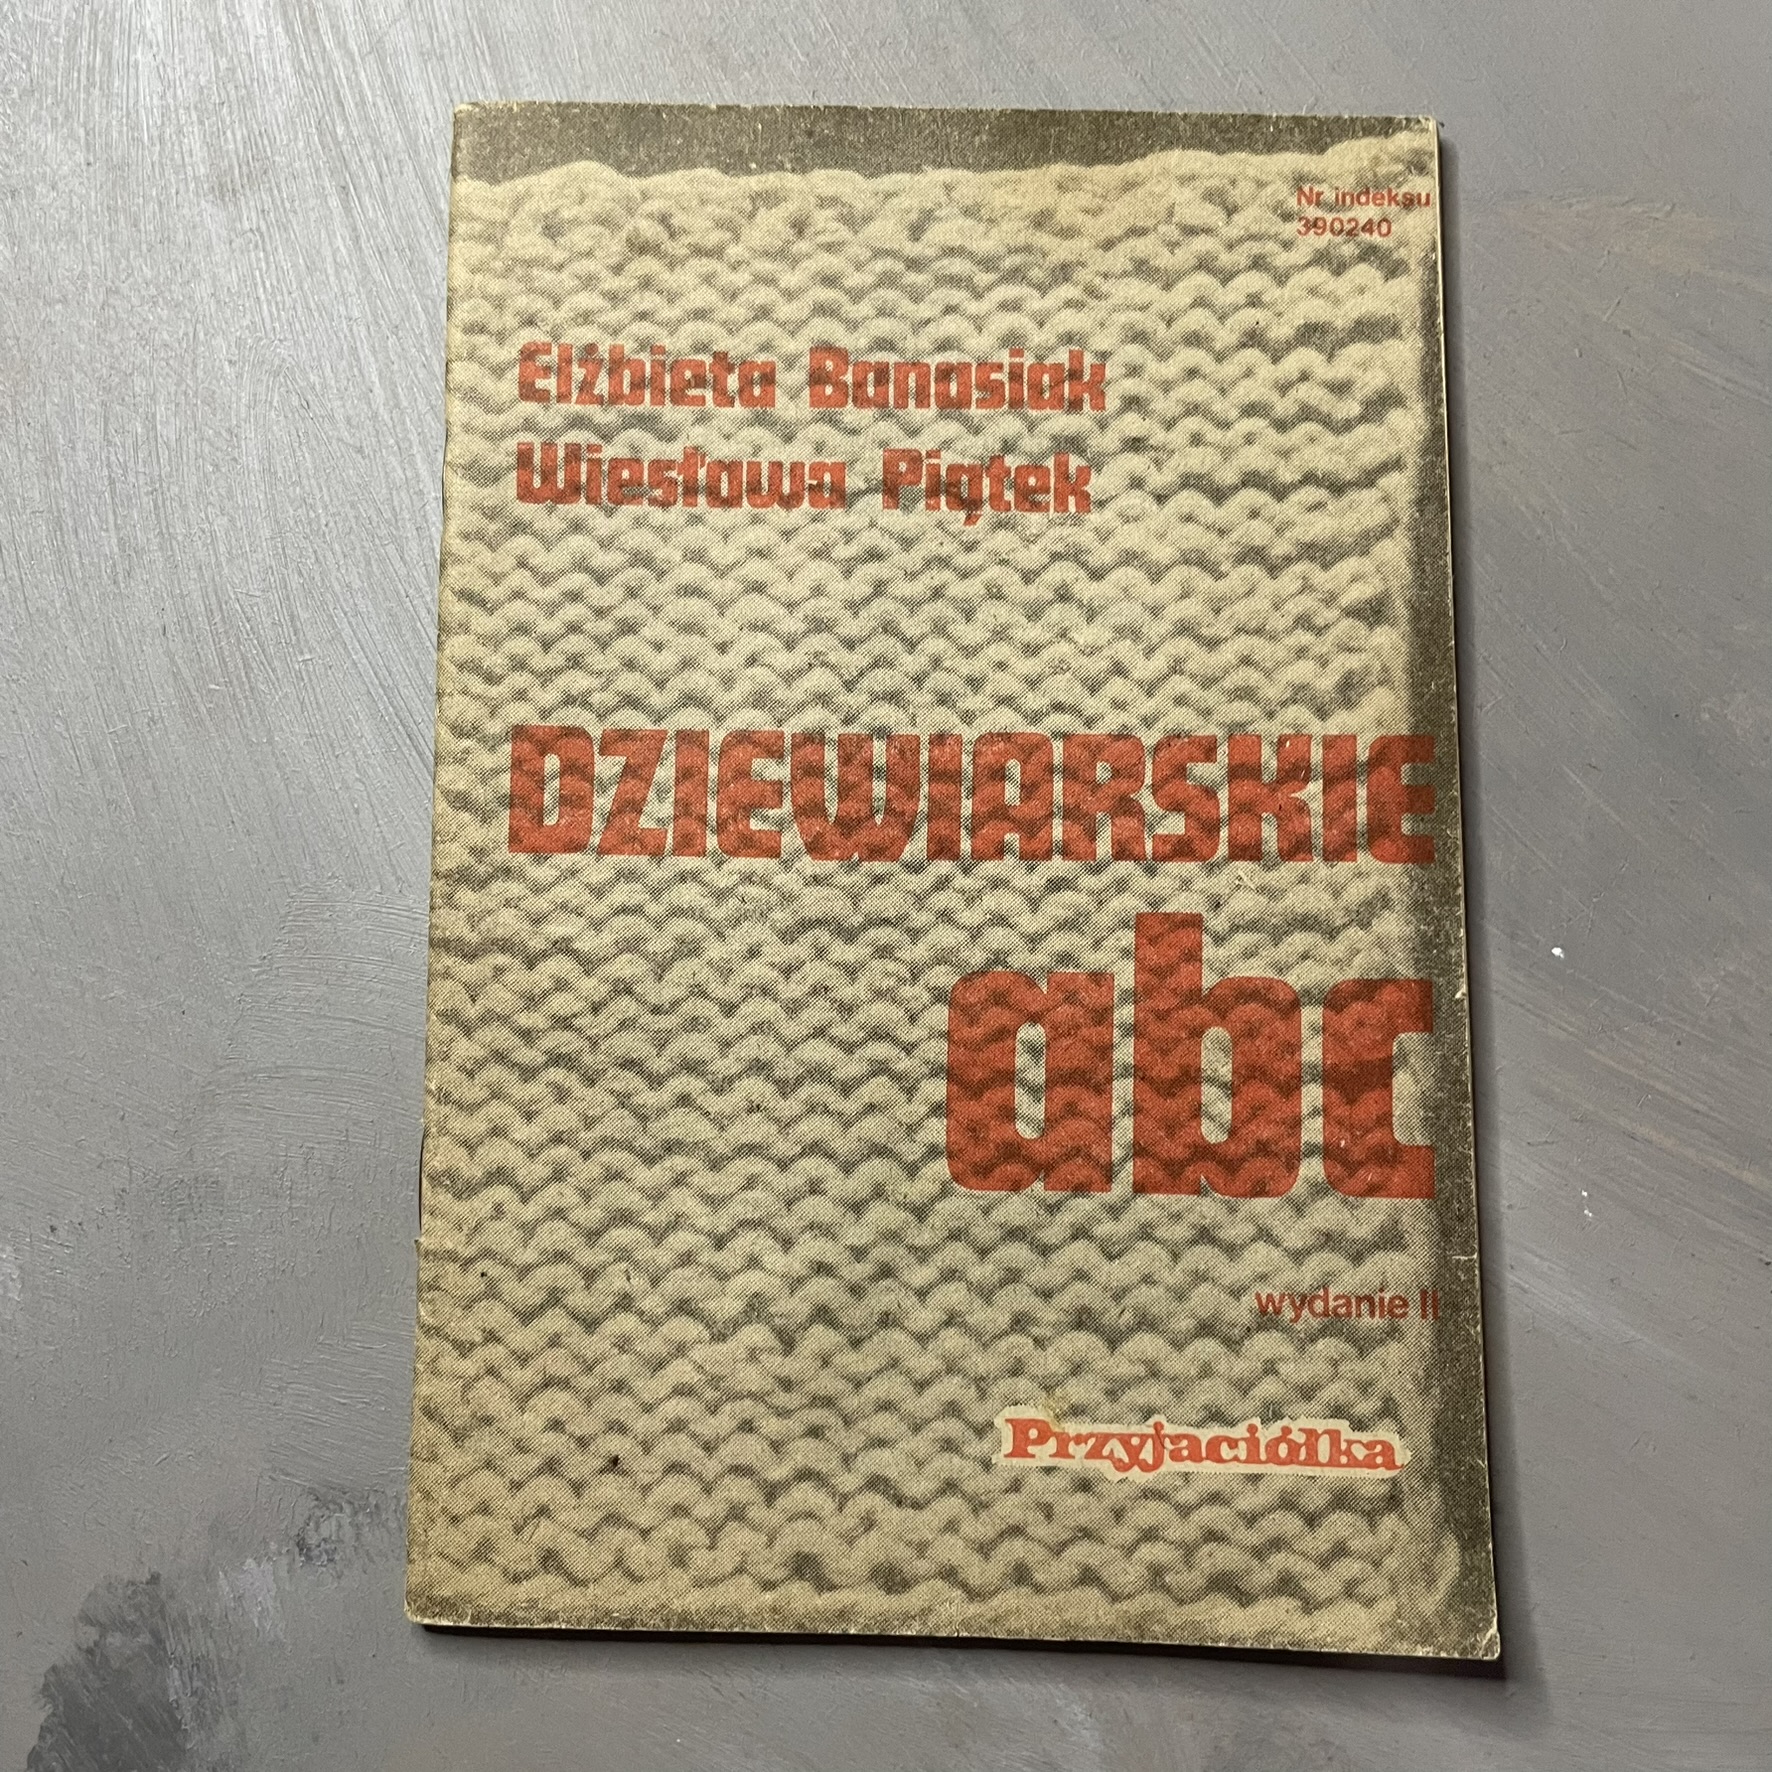 Nr indeksu
390240
Elżbieta Banasiak
Wiesława Piątek
DZIEWIARSKIE
abc
wydanie II
Przyjaciółka